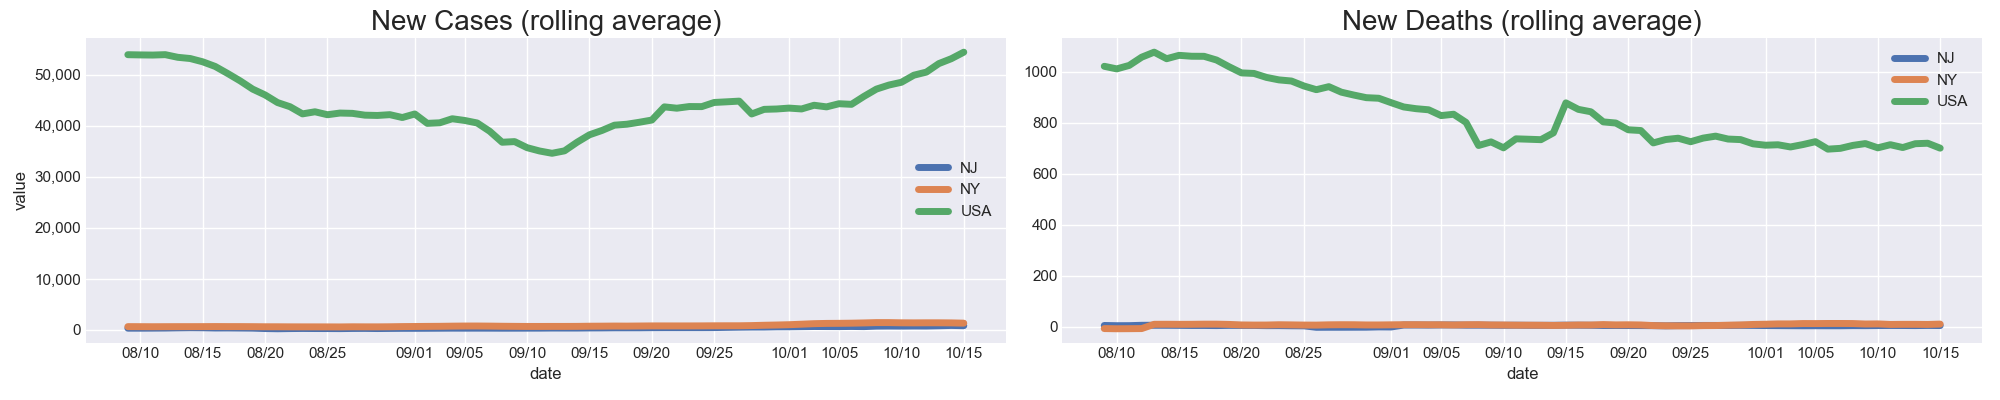 New Cases (rolling average)
value
50,000
40,000
30,000
20,000
10,000
0
NJ
NY
USA
08/10 08/15 08/20 08/25 09/01 09/05 09/10 09/15 09/20 09/25 10/01 10/05 10/10 10/15
date
New Deaths (rolling average)
1000
800
600
400
200
0
NJ
NY
USA
08/10 08/15 08/20 08/25 09/01 09/05 09/10 09/15 09/20 09/25 10/01 10/05 10/10 10/15
date